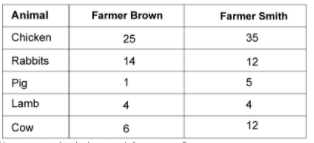 Animal Farmer Brown Farmer Smith
Chicken 25 35
Rabbits 14 12
Pig 1 5
Lamb 4 4
Cow 6 12